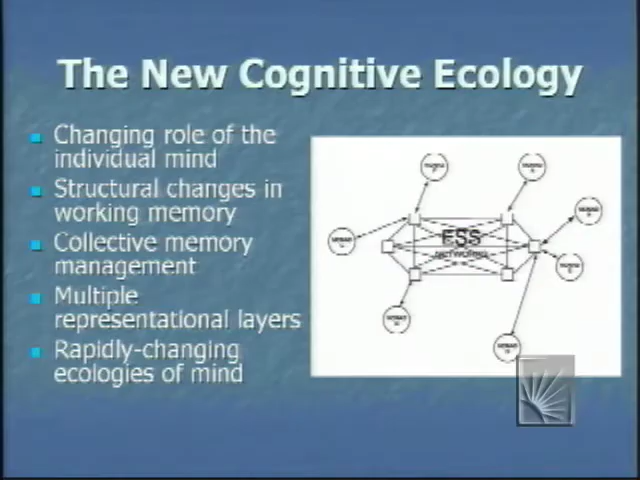 The New Cognitive Ecology
Changing role of the
individual mind
Structural changes in
working memory
Collective memory
management
Multiple
representational layers
Rapidly-changing
ecologies of mind
ESS
NETWORKS